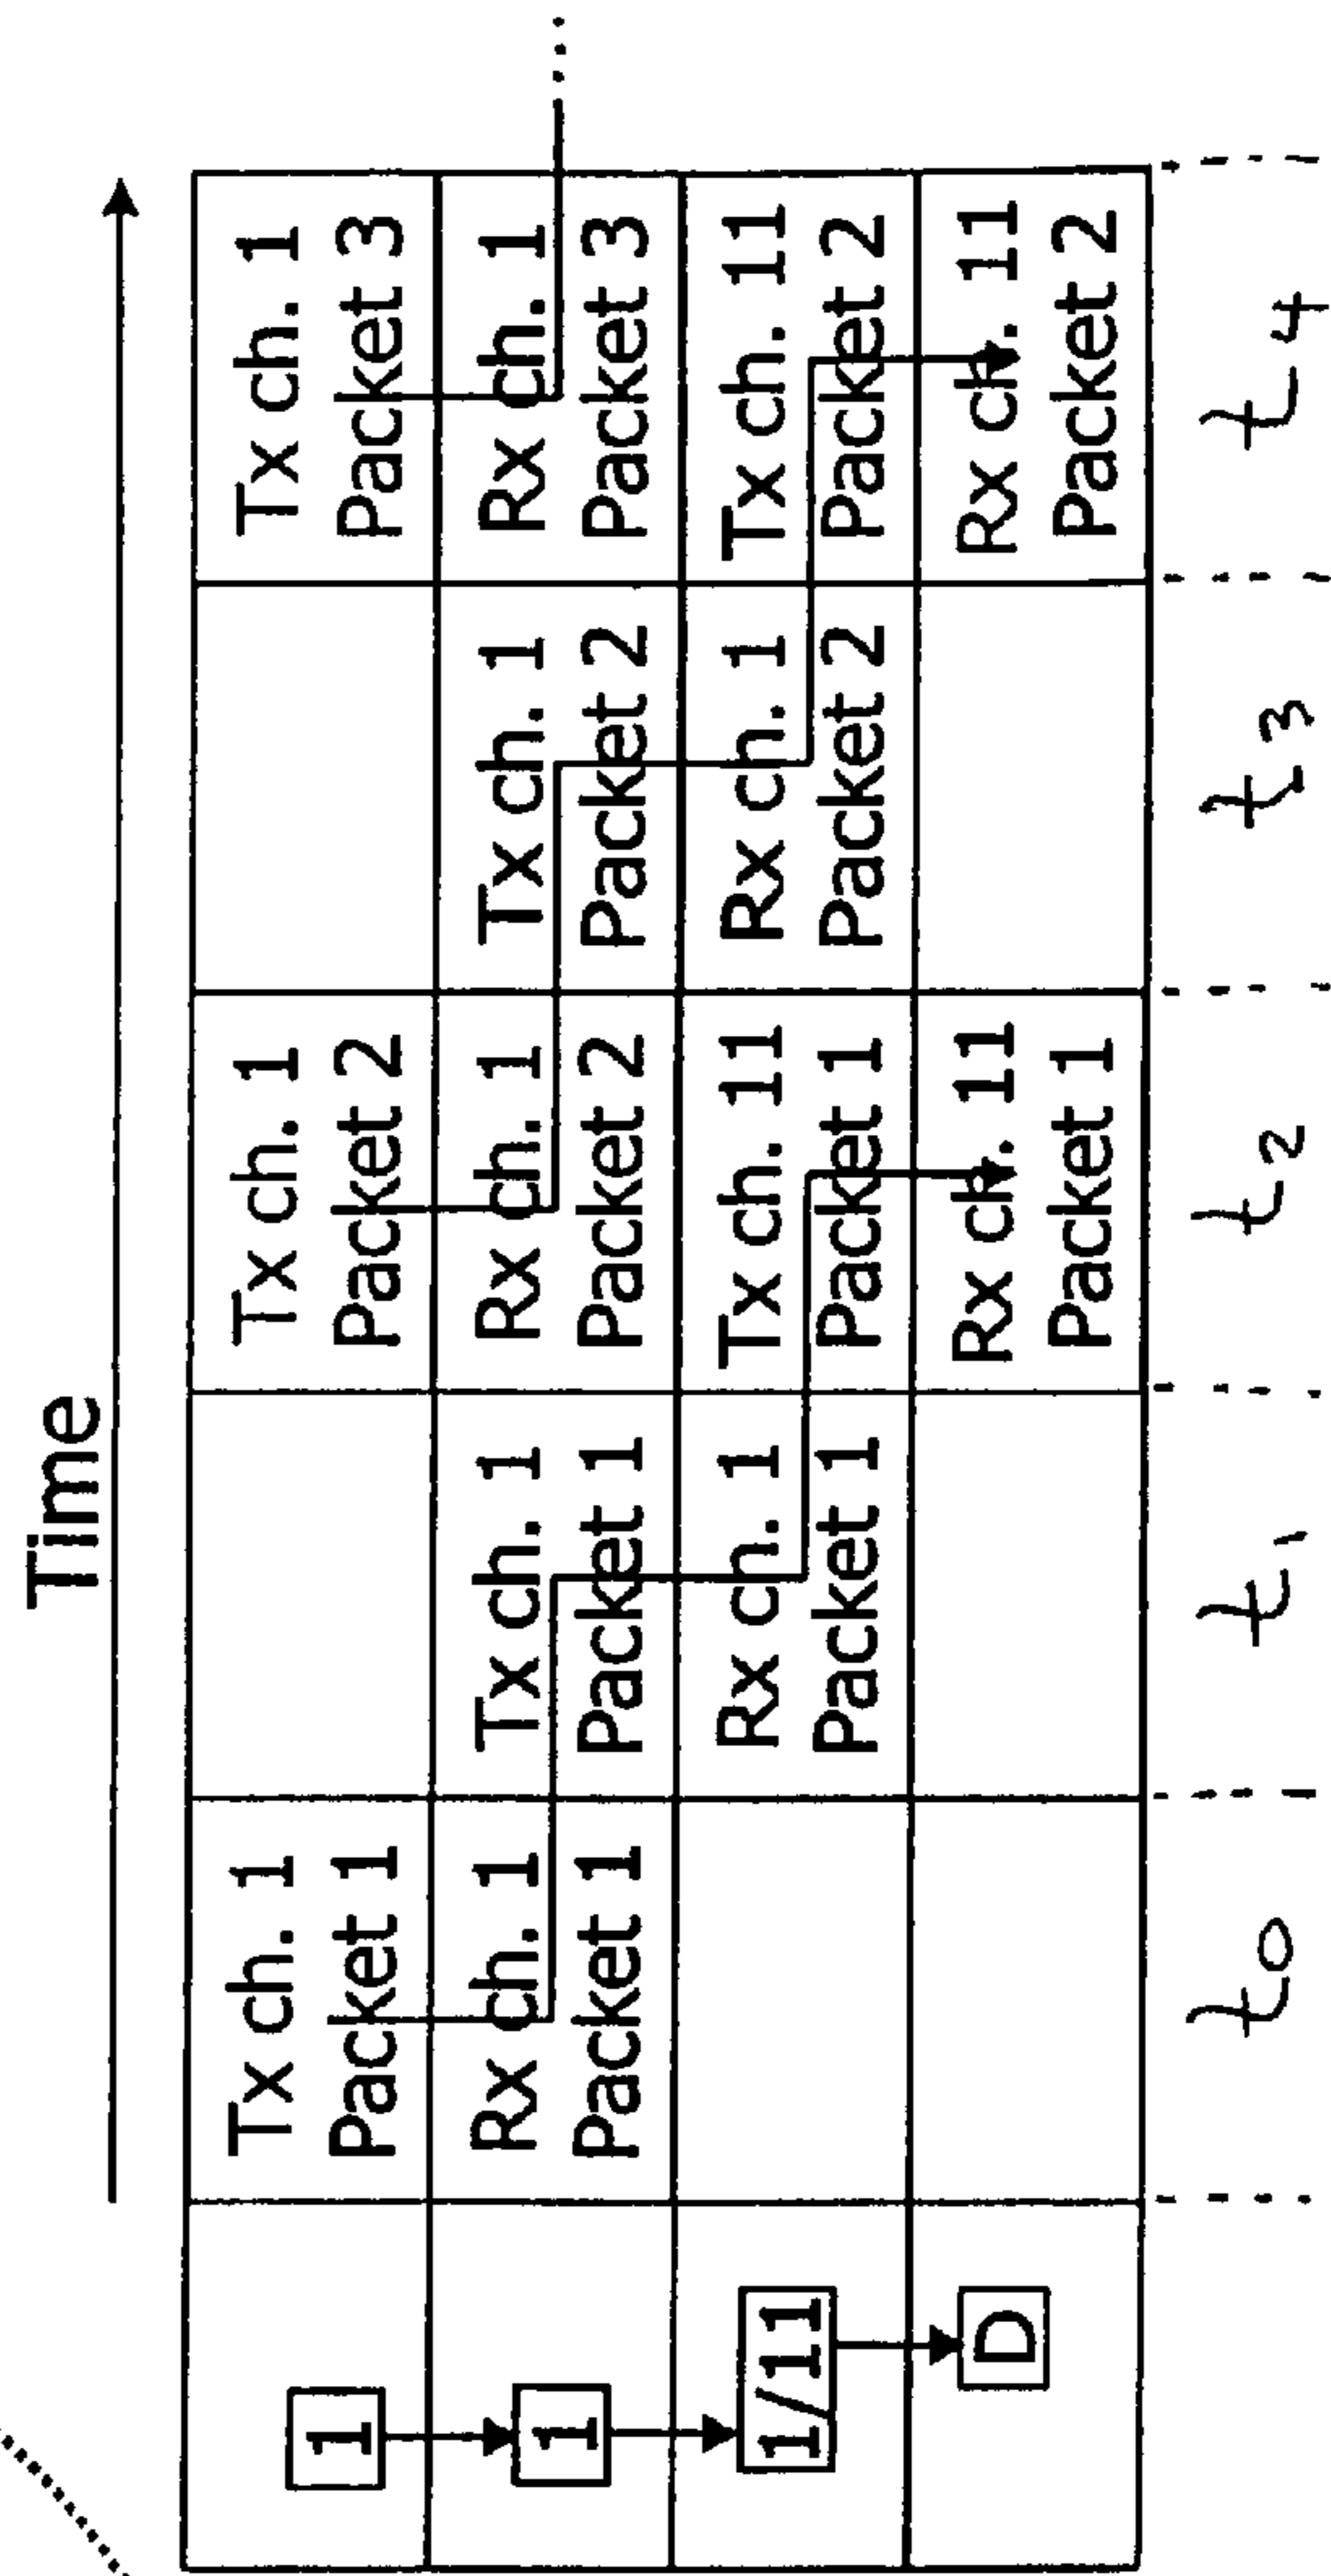 Time
1
Tx ch. 1
Packet 1
Tx ch. 1
Packet 2
Tx ch. 1
Packet 3
1
Rx ch. 1
Packet 1
Tx ch. 1
Packet 1
Rx ch. 1
Packet 2
Tx ch. 1
Packet 2
Rx ch. 1
Packet 3
1/11
Rx ch. 1
Packet 1
Tx ch. 11
Packet 1
Rx ch. 1
Packet 2
Tx ch. 11
Packet 2
D
Rx ch. 11
Packet 1
Rx ch. 11
Packet 2
t0
t1
t2
t3
t4